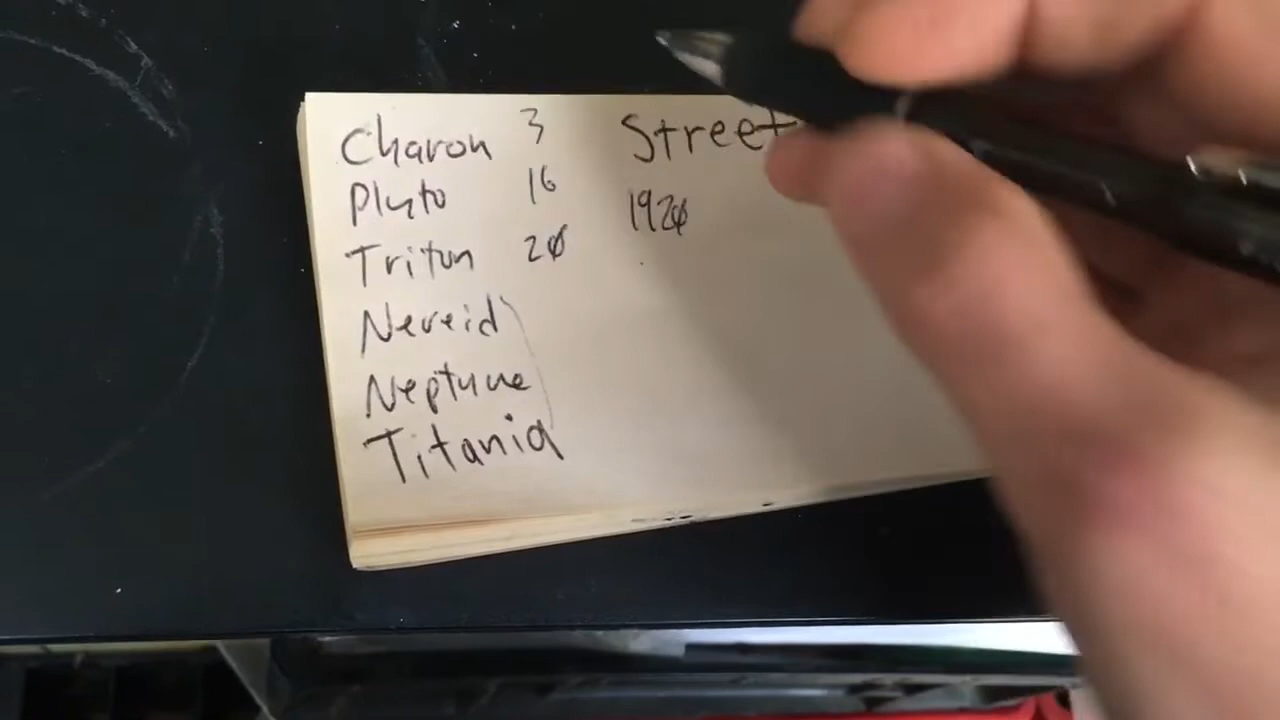 Charon 3 Street
Pluto 16 1920
Triton 20
Nereid
Neptune
Titania